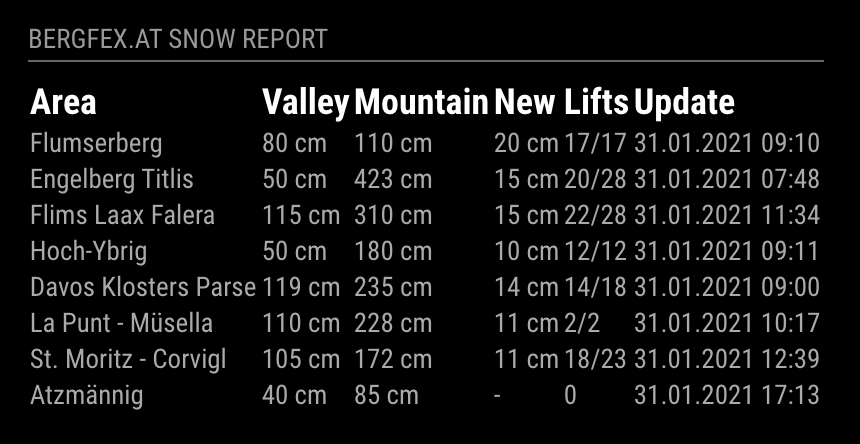 BERGFEX.AT SNOW REPORT
Area Valley Mountain New Lifts Update
Flumserberg 80 cm 110 cm 20 cm 17/17 31.01.2021 09:10
Engelberg Titlis 50 cm 423 cm 15 cm 20/28 31.01.2021 07:48
Flims Laax Falera 115 cm 310 cm 15 cm 22/28 31.01.2021 11:34
Hoch-Ybrig 50 cm 180 cm 10 cm 12/12 31.01.2021 09:11
Davos Klosters Parse 119 cm 235 cm 14 cm 14/18 31.01.2021 09:00
La Punt - Müsella 110 cm 228 cm 11 cm 2/2 31.01.2021 10:17
St. Moritz - Corvigl 105 cm 172 cm 11 cm 18/23 31.01.2021 12:39
Atzmännig 40 cm 85 cm - 0 31.01.2021 17:13